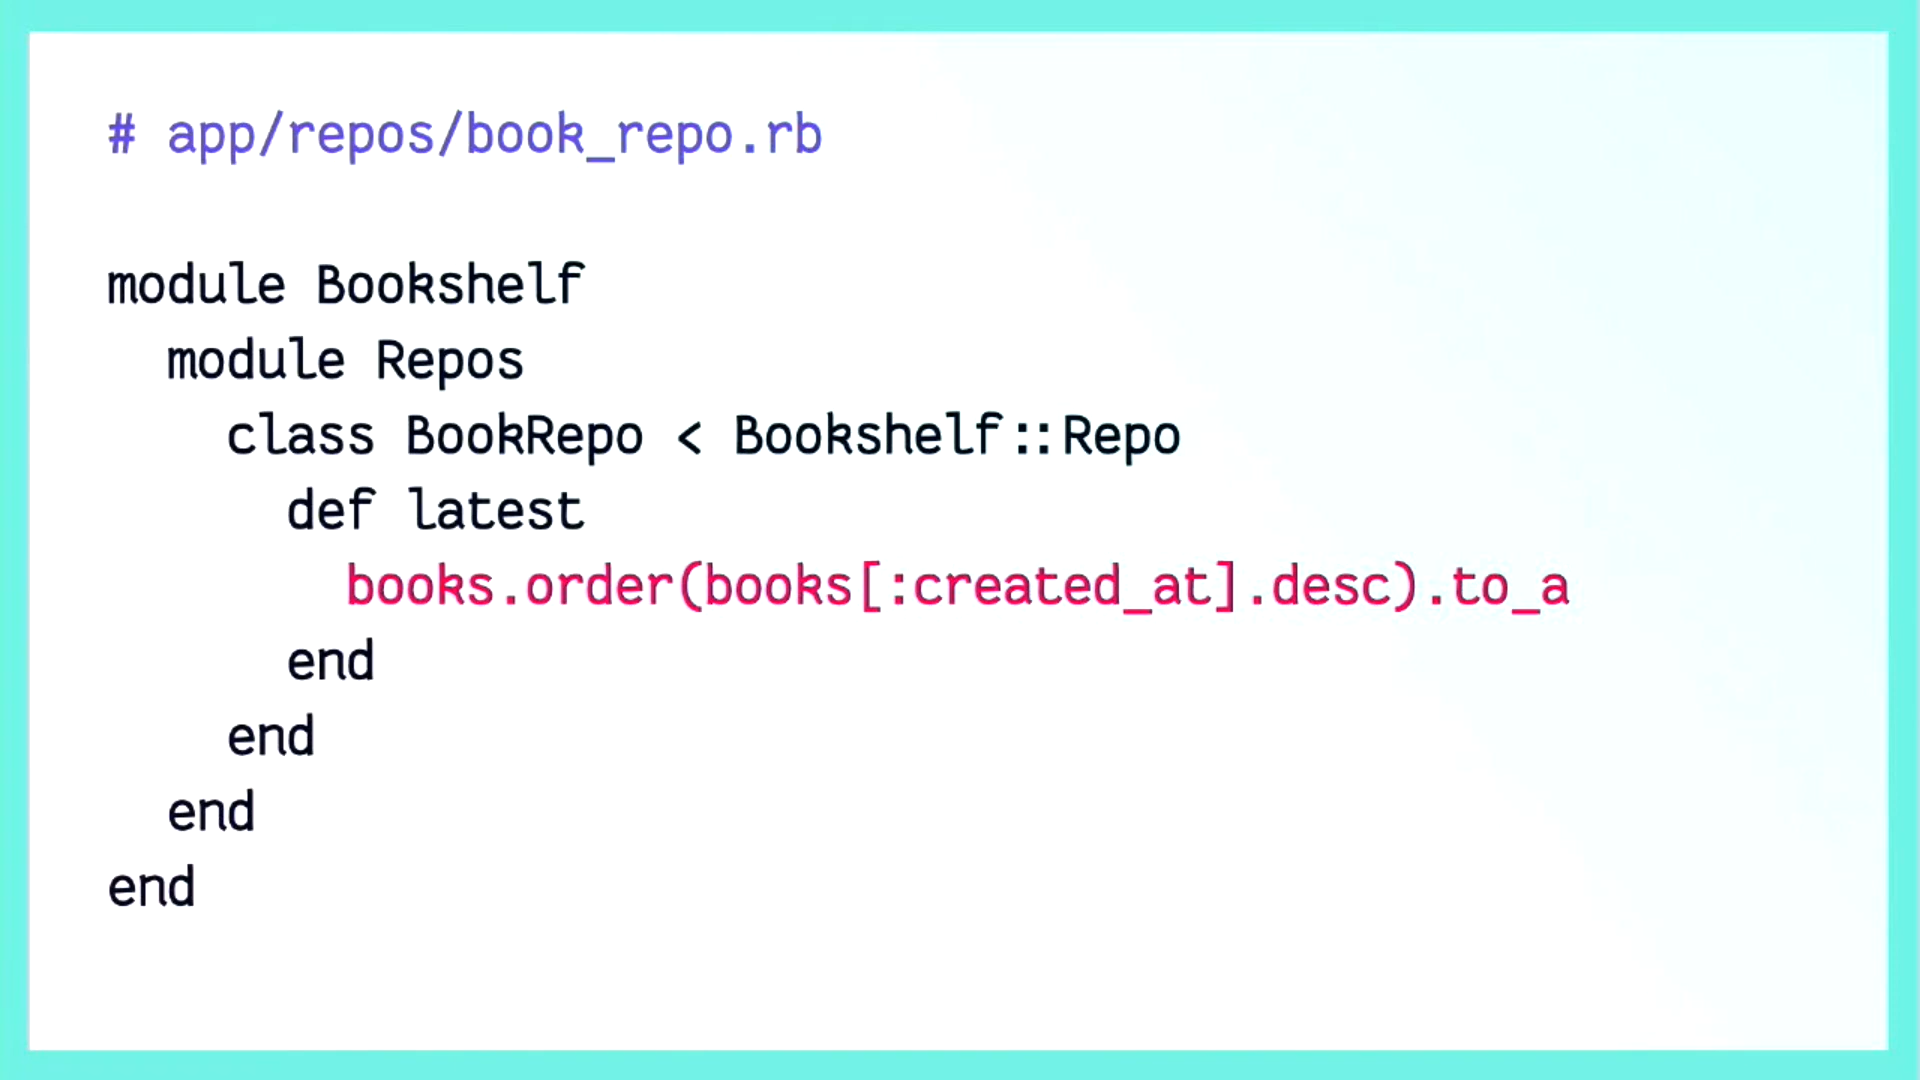 # app/repos/book_repo.rb
module Bookshelf
  module Repos
    class BookRepo < Bookshelf::Repo
      def latest
        books.order(books[:created_at].desc).to_a
      end
    end
  end
end